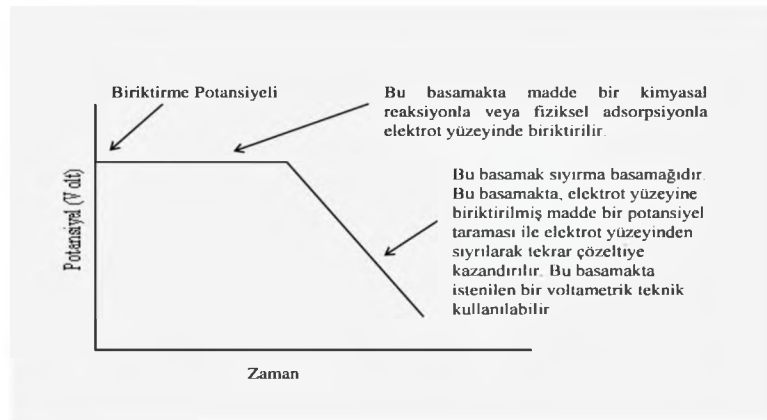 Biriktirme Potansiyeli
Bu basamakta madde bir kimyasal
reaksiyonla veya fiziksel adsorpsiyonla
elektrot yüzeyinde biriktirilir.
Bu basamak sıyırma basamağıdır.
Bu basamakta, elektrot yüzeyine
biriktirilmiş madde bir potansiyel
taraması ile elektrot yüzeyinden
sıyrılarak tekrar çözeltiye
kazandırılır. Bu basamakta
istenilen bir voltametrik teknik
kullanılabilir
Potansiyal (Volt)
Zaman